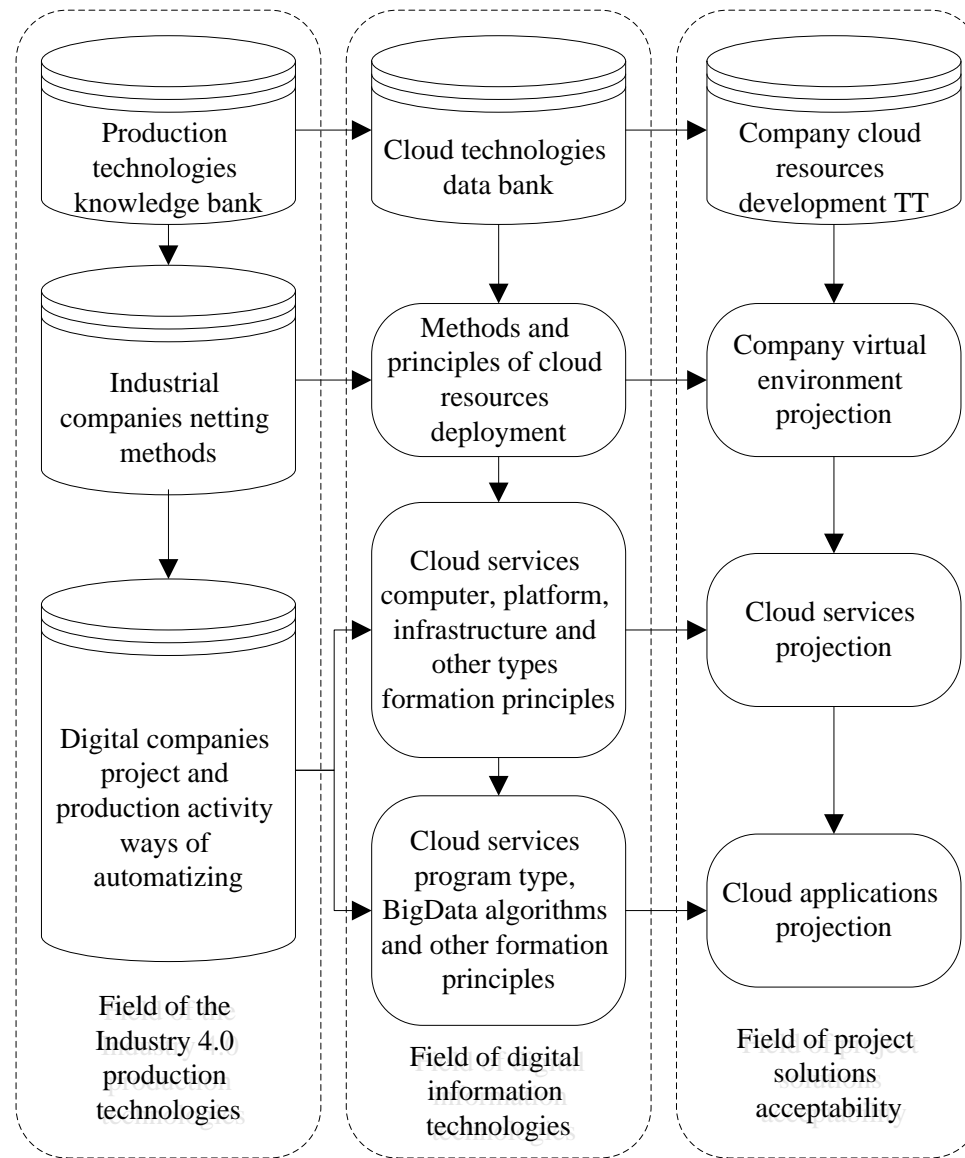 Production
technologies
knowledge bank
Industrial
companies netting
methods
Digital companies
project and
production activity
ways of
automatizing
Field of the
Industry 4.0
production
technologies
Cloud technologies
data bank
Methods and
principles of cloud
resources
deployment
Cloud services
computer, platform,
infrastructure and
other types
formation principles
Cloud services
program type,
BigData algorithms
and other formation
principles
Field of digital
information
technologies
Company cloud
resources
development TT
Company virtual
environment
projection
Cloud services
projection
Cloud applications
projection
Field of project
solutions
acceptability